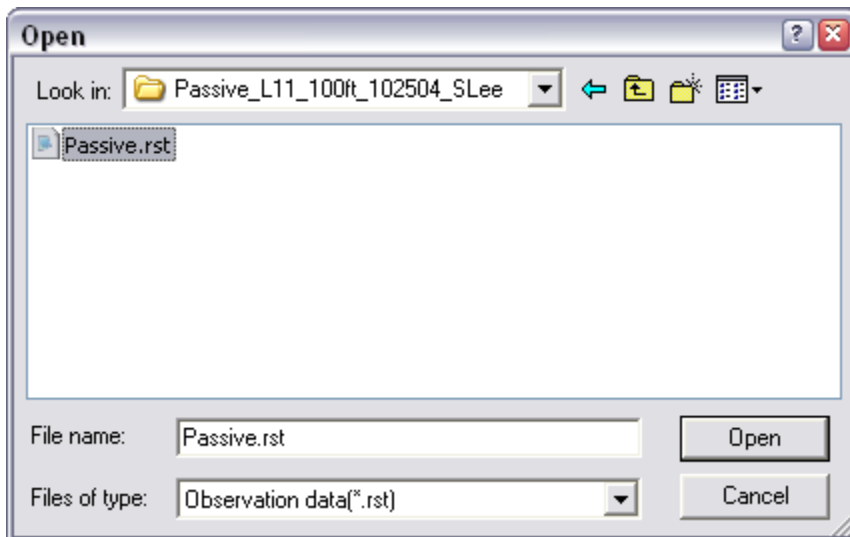 Open
Look in: Passive_L11_100ft_102504_SLee
Passive.rst
File name: Passive.rst Open
Files of type: Observation data(*.rst) Cancel